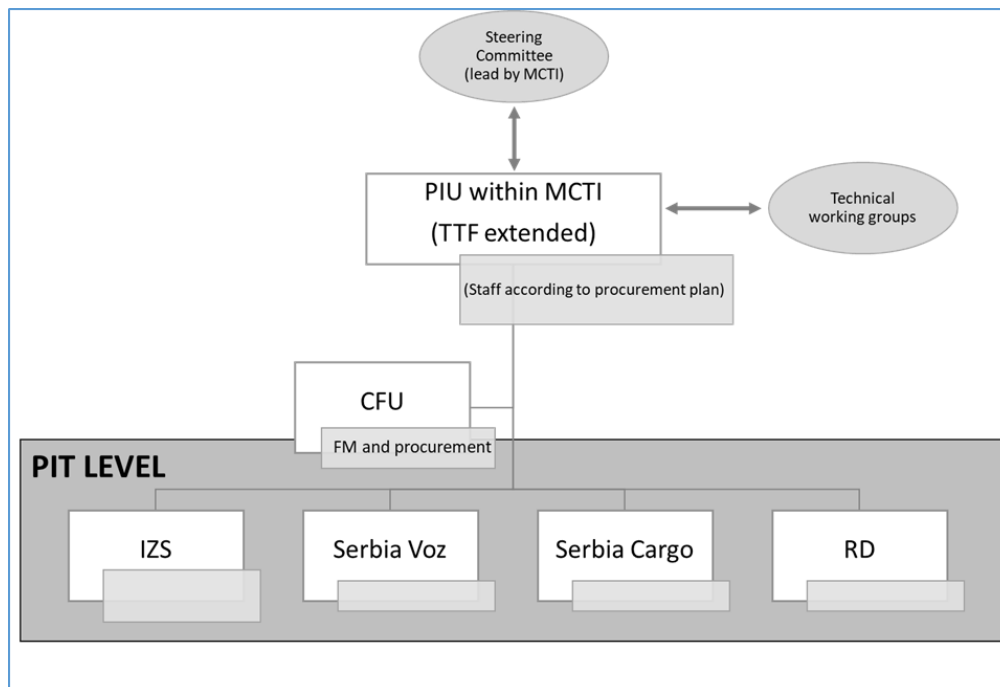 Steering
Committee
(lead by MCTI)
PIU within MCTI
(TTF extended)
Technical
working groups
(Staff according to procurement plan)
CFU
FM and procurement
PIT LEVEL
IZS
Serbia Voz
Serbia Cargo
RD